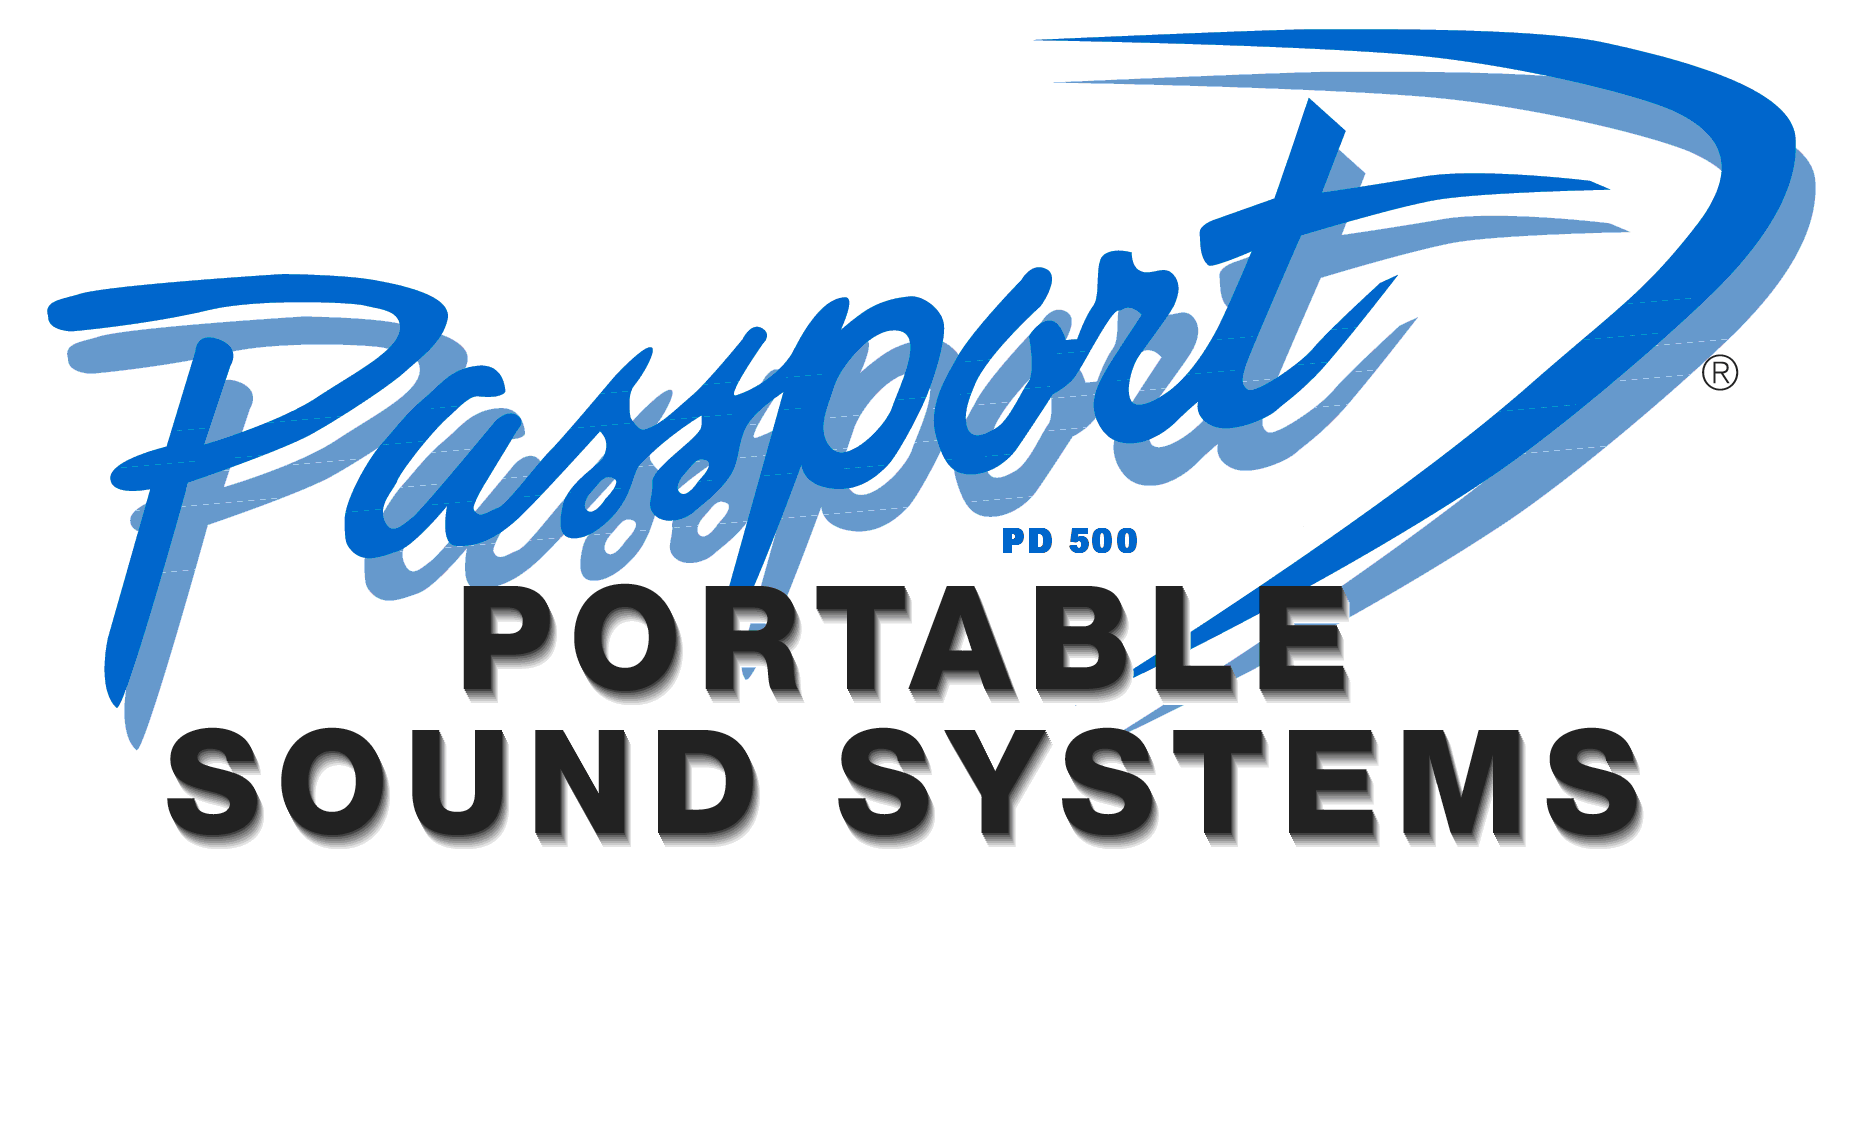 Passport
®
PD 500
PORTABLE
SOUND SYSTEMS